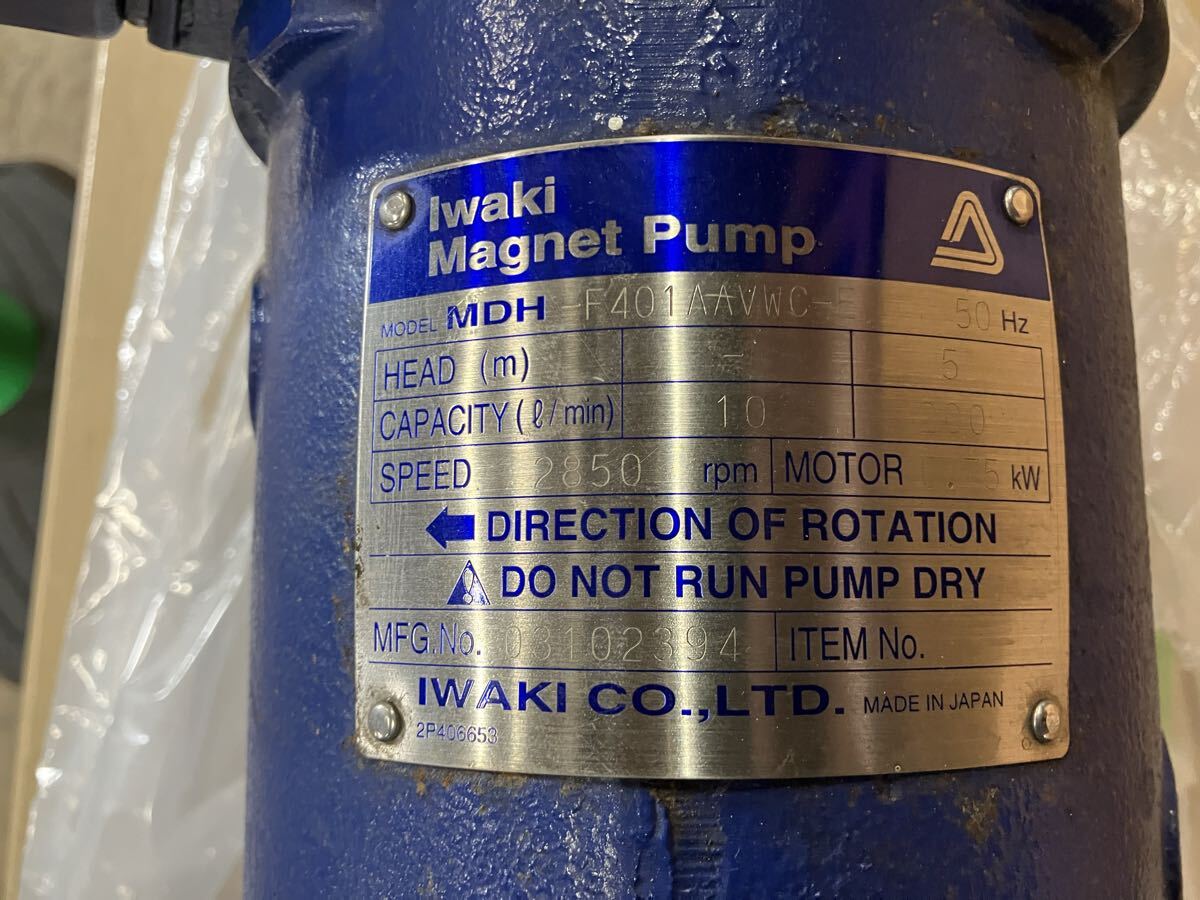 Iwaki
Magnet Pump
MODEL MDH -F401AAVWC- 50 Hz
HEAD (m) - 5
CAPACITY (ℓ/min) 10
SPEED 2850 rpm MOTOR kW
← DIRECTION OF ROTATION
DO NOT RUN PUMP DRY
MFG.No. 03102394 ITEM No.
IWAKI CO.,LTD. MADE IN JAPAN
2P406653